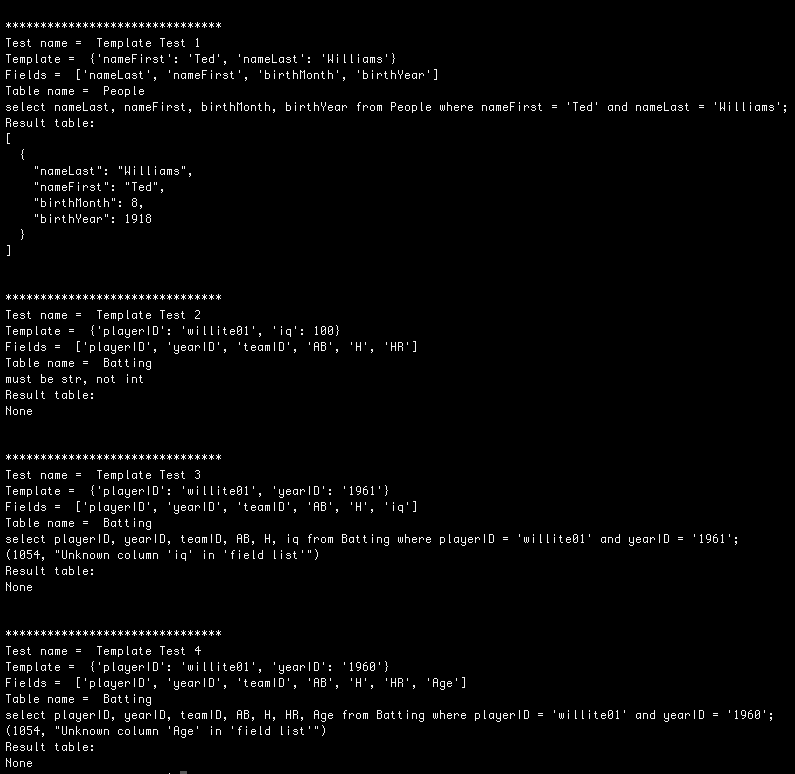 *******************************
Test name =  Template Test 1
Template =  {'nameFirst': 'Ted', 'nameLast': 'Williams'}
Fields =  ['nameLast', 'nameFirst', 'birthMonth', 'birthYear']
Table name =  People
select nameLast, nameFirst, birthMonth, birthYear from People where nameFirst = 'Ted' and nameLast = 'Williams';
Result table:
[
  {
    "nameLast": "Williams",
    "nameFirst": "Ted",
    "birthMonth": 8,
    "birthYear": 1918
  }
]
*******************************
Test name =  Template Test 2
Template =  {'playerID': 'willite01', 'iq': 100}
Fields =  ['playerID', 'yearID', 'teamID', 'AB', 'H', 'HR']
Table name =  Batting
must be str, not int
Result table:
None
*******************************
Test name =  Template Test 3
Template =  {'playerID': 'willite01', 'yearID': '1961'}
Fields =  ['playerID', 'yearID', 'teamID', 'AB', 'H', 'iq']
Table name =  Batting
select playerID, yearID, teamID, AB, H, iq from Batting where playerID = 'willite01' and yearID = '1961';
(1054, "Unknown column 'iq' in 'field list'")
Result table:
None
*******************************
Test name =  Template Test 4
Template =  {'playerID': 'willite01', 'yearID': '1960'}
Fields =  ['playerID', 'yearID', 'teamID', 'AB', 'H', 'HR', 'Age']
Table name =  Batting
select playerID, yearID, teamID, AB, H, HR, Age from Batting where playerID = 'willite01' and yearID = '1960';
(1054, "Unknown column 'Age' in 'field list'")
Result table:
None